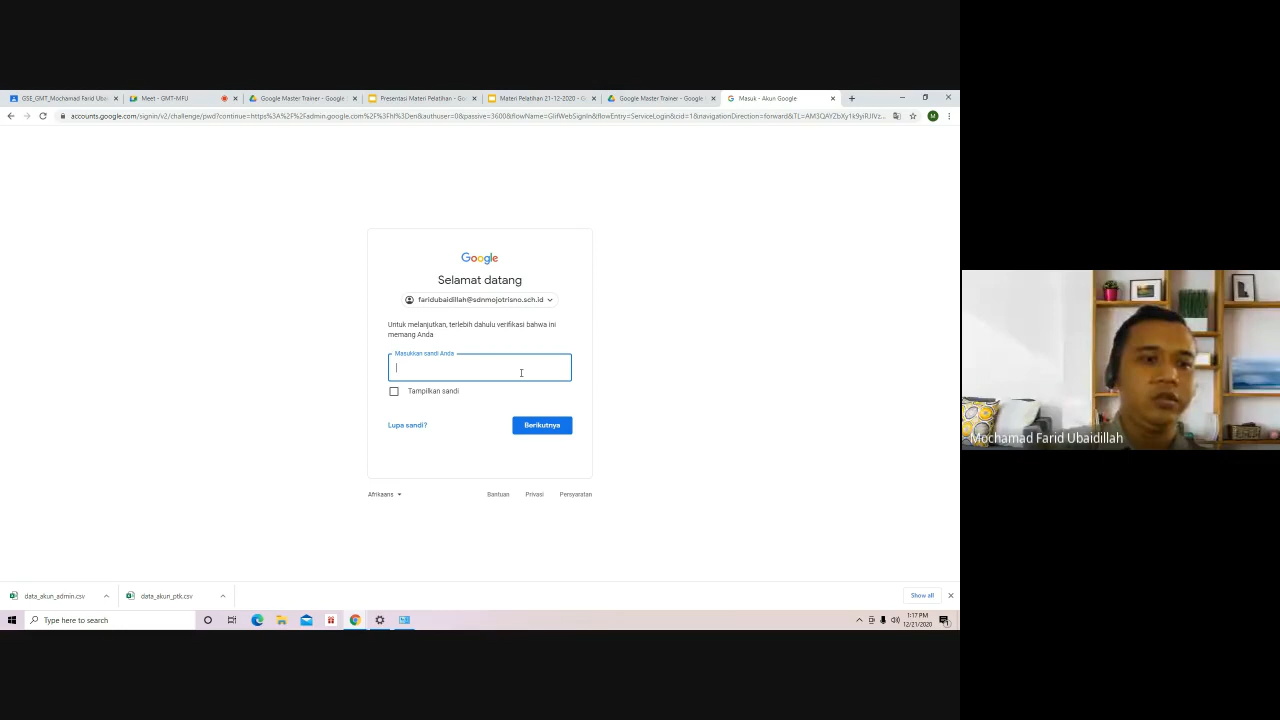 GSE_GMT_Mochamad Farid Uba
Meet - GMT-MFU
Google Master Trainer - Google
Presentasi Materi Pelatihan - Go
Materi Pelatihan 21-12-2020 - G
Google Master Trainer - Google
Masuk - Akun Google
Google
Selamat datang
faridubaidillah@sdnmojotrisno.sch.id
Untuk melanjutkan, terlebih dahulu verifikasi bahwa ini
memang Anda
Masukkan sandi Anda
Tampilkan sandi
Lupa sandi?
Berikutnya
Afrikaans
Bantuan
Privasi
Persyaratan
Mochamad Farid Ubaidillah
data_akun_admin.csv
data_akun_ptk.csv
Show all
Type here to search
1:17 PM
12/21/2020